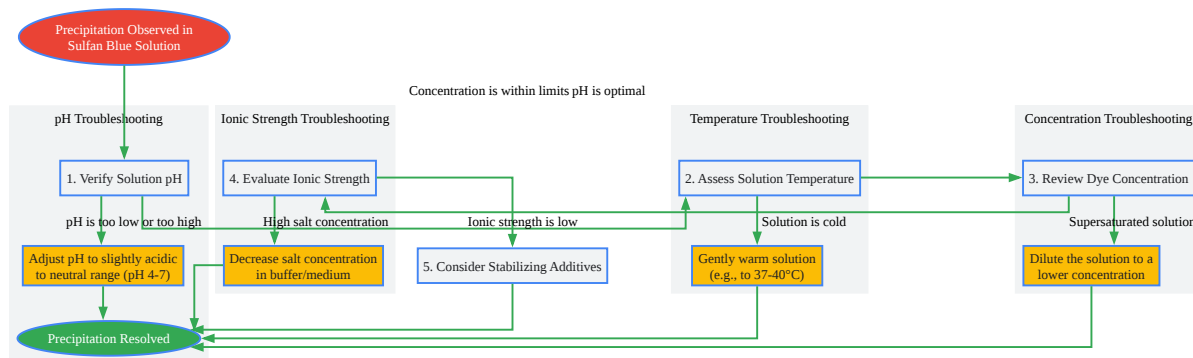 Precipitation Observed in
Sulfan Blue Solution
Concentration is within limits pH is optimal
pH Troubleshooting
Ionic Strength Troubleshooting
Temperature Troubleshooting
Concentration Troubleshooting
1. Verify Solution pH
4. Evaluate Ionic Strength
2. Assess Solution Temperature
3. Review Dye Concentration
pH is too low or too high
High salt concentration
Ionic strength is low
Solution is cold
Supersaturated solution
Adjust pH to slightly acidic
to neutral range (pH 4-7)
Decrease salt concentration
in buffer/medium
5. Consider Stabilizing Additives
Gently warm solution
(e.g., to 37-40°C)
Dilute the solution to a
lower concentration
Precipitation Resolved